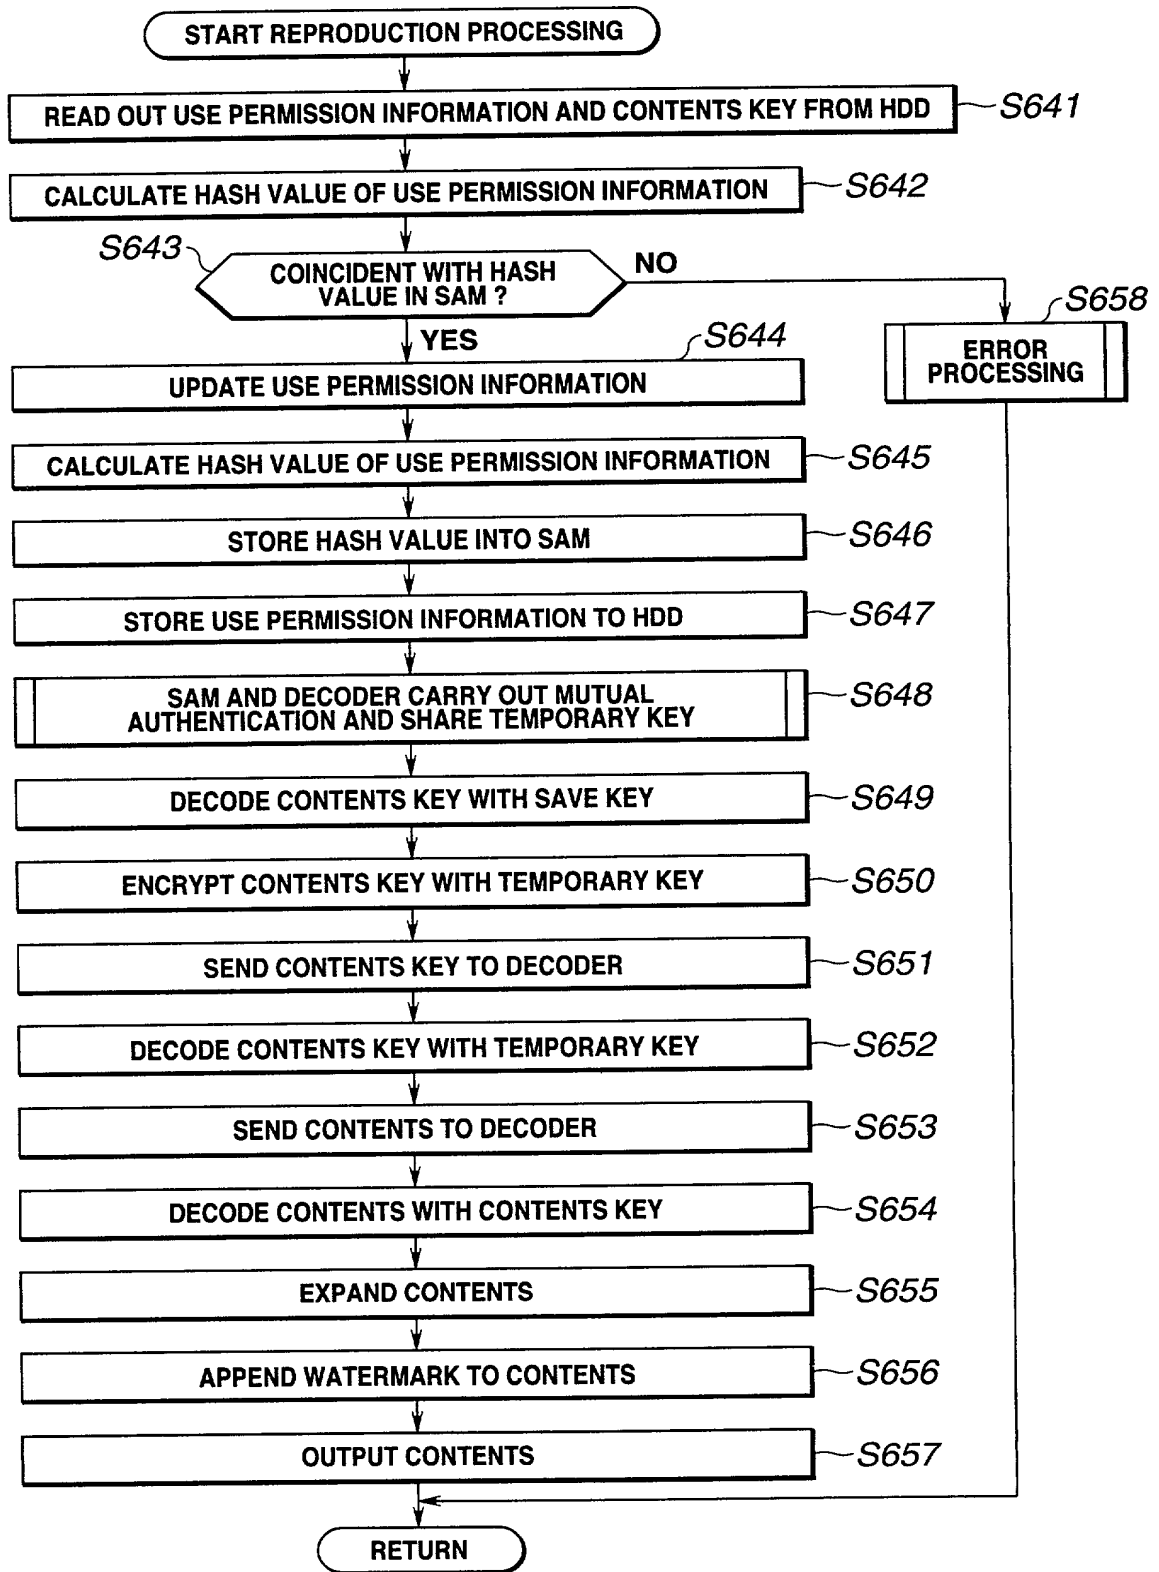 START REPRODUCTION PROCESSING
READ OUT USE PERMISSION INFORMATION AND CONTENTS KEY FROM HDD
S641
CALCULATE HASH VALUE OF USE PERMISSION INFORMATION
S642
S643
COINCIDENT WITH HASH
VALUE IN SAM ?
NO
YES
S658
ERROR
PROCESSING
S644
UPDATE USE PERMISSION INFORMATION
CALCULATE HASH VALUE OF USE PERMISSION INFORMATION
S645
STORE HASH VALUE INTO SAM
S646
STORE USE PERMISSION INFORMATION TO HDD
S647
SAM AND DECODER CARRY OUT MUTUAL
AUTHENTICATION AND SHARE TEMPORARY KEY
S648
DECODE CONTENTS KEY WITH SAVE KEY
S649
ENCRYPT CONTENTS KEY WITH TEMPORARY KEY
S650
SEND CONTENTS KEY TO DECODER
S651
DECODE CONTENTS KEY WITH TEMPORARY KEY
S652
SEND CONTENTS TO DECODER
S653
DECODE CONTENTS WITH CONTENTS KEY
S654
EXPAND CONTENTS
S655
APPEND WATERMARK TO CONTENTS
S656
OUTPUT CONTENTS
S657
RETURN